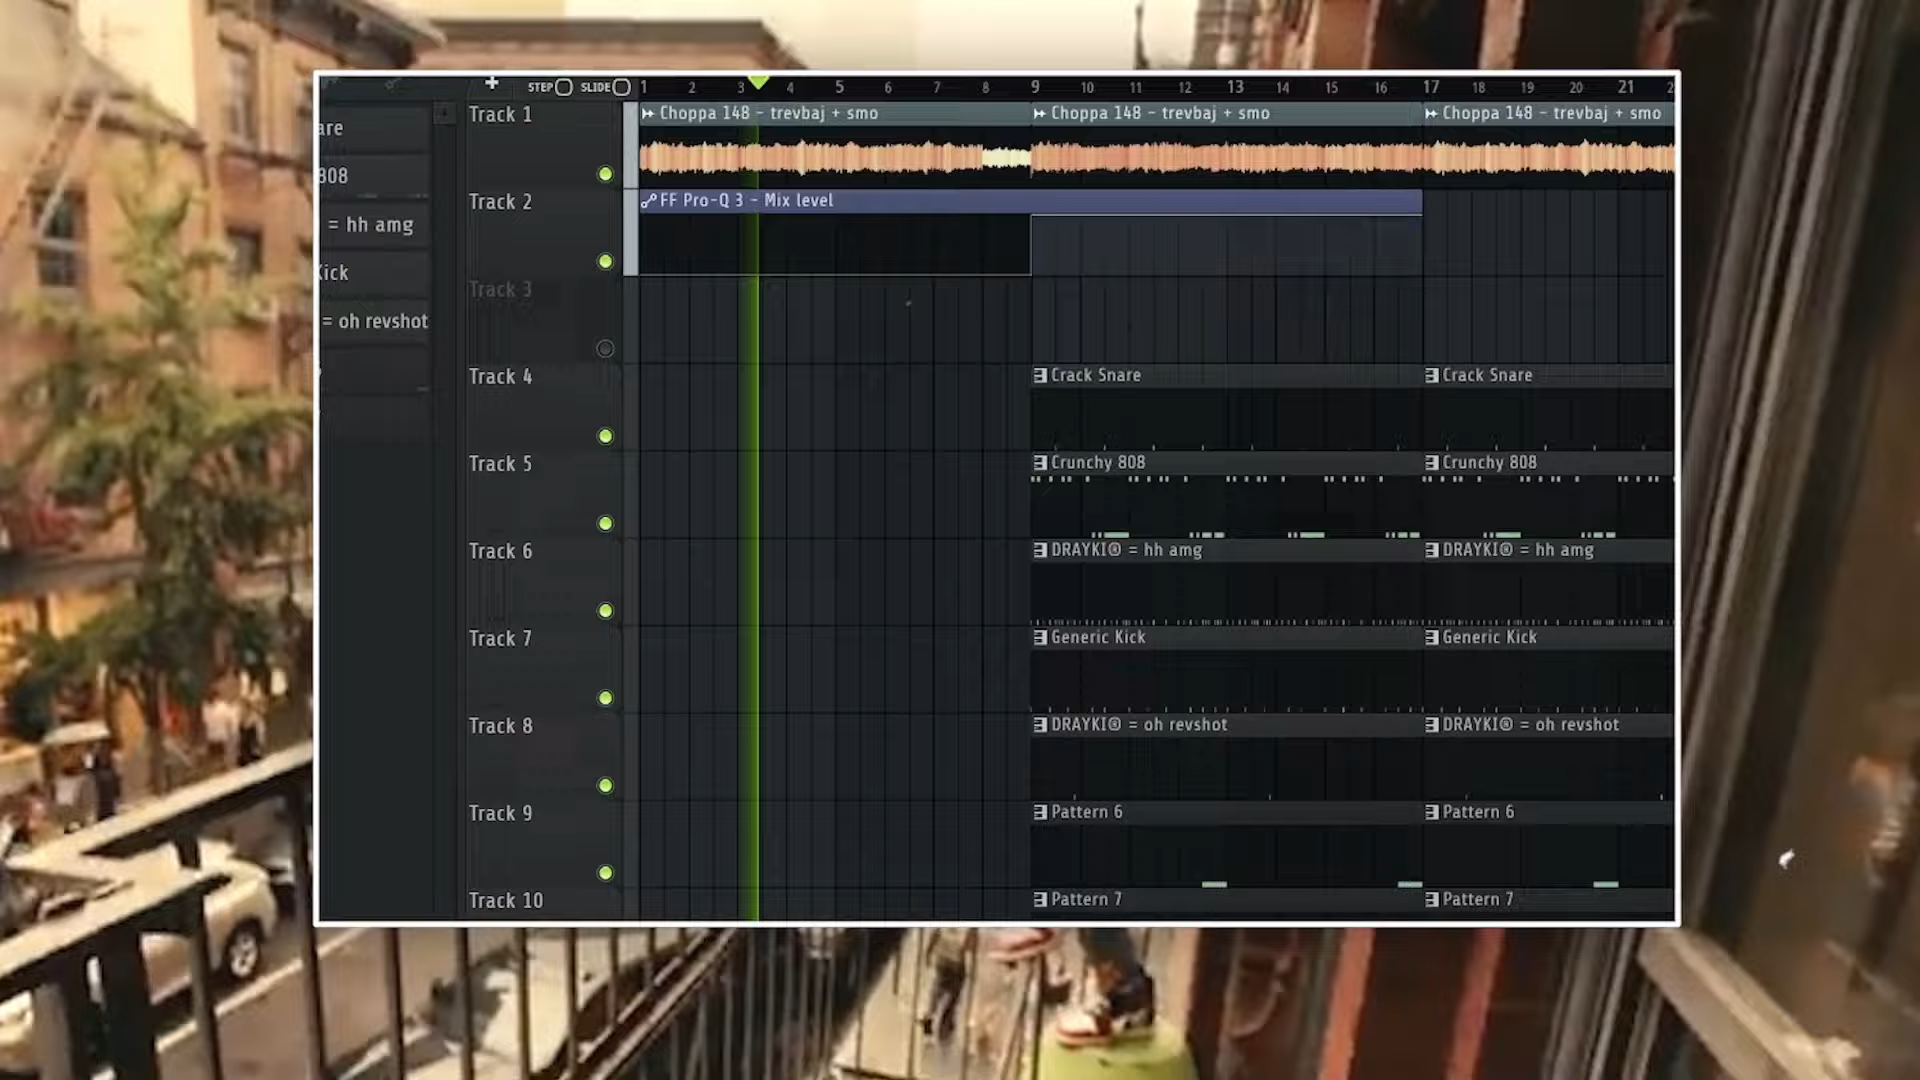 STEP SLIDE 1 2 3 4 5 6 7 8 9 10 11 12 13 14 15 16 17 18 19 20 21
Track 1 Choppa 148 - trevbaj + smo Choppa 148 - trevbaj + smo Choppa 148 - trevbaj + smo
808
Track 2 FF Pro-Q 3 - Mix level
= hh amg
Kick
Track 3
= oh revshot
Track 4 Crack Snare Crack Snare
Track 5 Crunchy 808 Crunchy 808
Track 6 DRAYKI® = hh amg DRAYKI® = hh amg
Track 7 Generic Kick Generic Kick
Track 8 DRAYKI® = oh revshot DRAYKI® = oh revshot
Track 9 Pattern 6 Pattern 6
Track 10 Pattern 7 Pattern 7